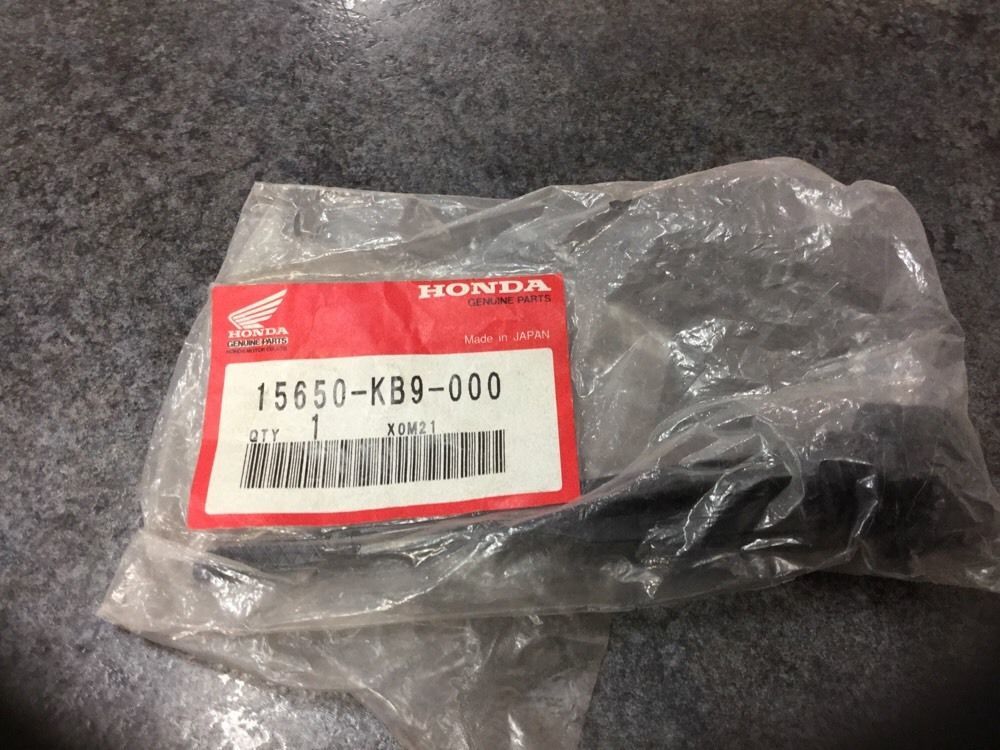 HONDA
GENUINE PARTS
HONDA
GENUINE PARTS
HONDA MOTOR CO.,LTD.
Made in JAPAN
15650-KB9-000
QTY 1 X0M21